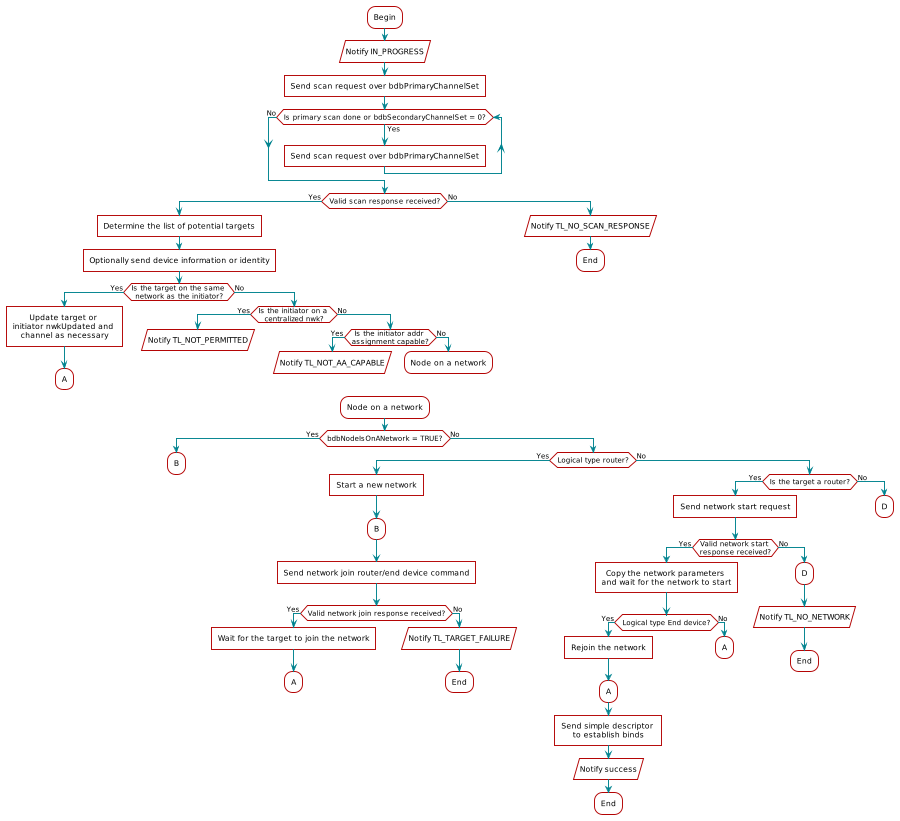 Begin
Notify IN_PROGRESS
Send scan request over bdbPrimaryChannelSet
No
Is primary scan done or bdbSecondaryChannelSet = 0?
Yes
Send scan request over bdbPrimaryChannelSet
Yes
Valid scan response received?
No
Determine the list of potential targets
Notify TL_NO_SCAN_RESPONSE
Optionally send device information or identity
End
Yes
Is the target on the same
network as the initiator?
No
Update target or
initiator nwkUpdated and
channel as necessary
Yes
Is the initiator on a
centralized nwk?
No
Notify TL_NOT_PERMITTED
Yes
Is the initiator addr
assignment capable?
No
Notify TL_NOT_AA_CAPABLE
Node on a network
A
Node on a network
Yes
bdbNodeIsOnANetwork = TRUE?
No
B
Yes
Logical type router?
No
Start a new network
Yes
Is the target a router?
No
Send network start request
D
B
Yes
Valid network start
response received?
No
Send network join router/end device command
Copy the network parameters
and wait for the network to start
D
Yes
Valid network join response received?
No
Yes
Logical type End device?
No
Notify TL_NO_NETWORK
Wait for the target to join the network
Notify TL_TARGET_FAILURE
Rejoin the network
A
End
A
End
A
Send simple descriptor
to establish binds
Notify success
End